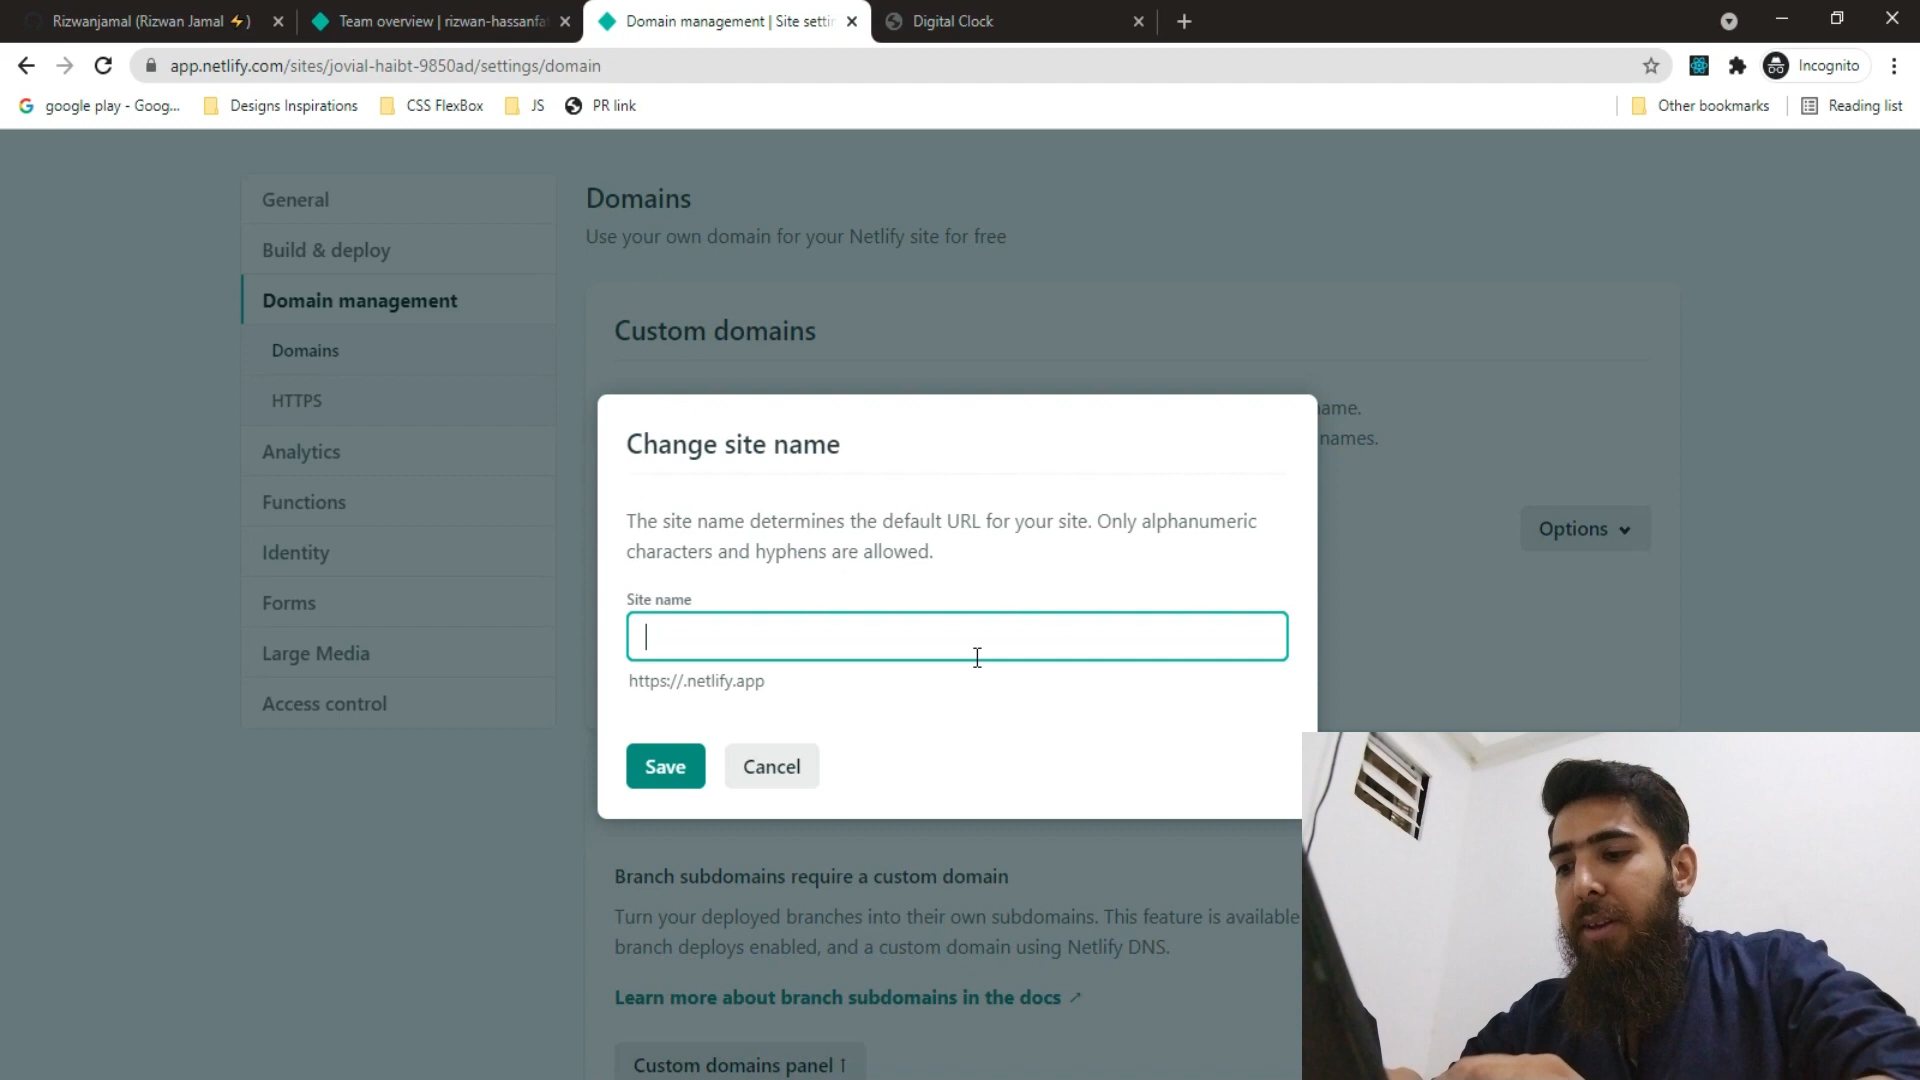 Rizwanjamal (Rizwan Jamal ⚡)
Team overview | rizwan-hassanfa
Domain management | Site settin
Digital Clock
app.netlify.com/sites/jovial-haibt-9850ad/settings/domain
Incognito
google play - Goog...
Designs Inspirations
CSS FlexBox
JS
PR link
Other bookmarks
Reading list
General
Build & deploy
Domain management
Domains
HTTPS
Analytics
Functions
Identity
Forms
Large Media
Access control
Domains
Use your own domain for your Netlify site for free
Custom domains
ame.
names.
Options
Change site name
The site name determines the default URL for your site. Only alphanumeric
characters and hyphens are allowed.
Site name
https://.netlify.app
Save
Cancel
Branch subdomains require a custom domain
Turn your deployed branches into their own subdomains. This feature is available
branch deploys enabled, and a custom domain using Netlify DNS.
Learn more about branch subdomains in the docs ↗
Custom domains panel ↑